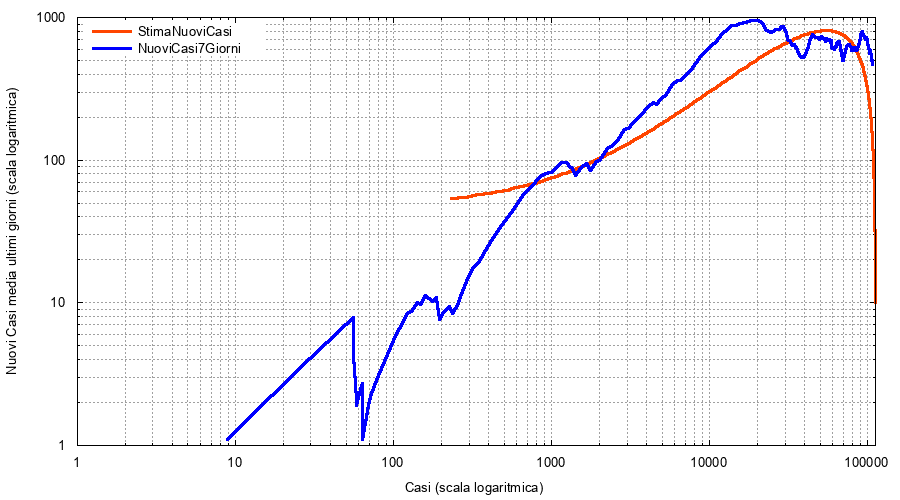 StimaNuoviCasi
NuoviCasi7Giorni
1000
100
10
1
1 10 100 1000 10000 100000
Nuovi Casi media ultimi giorni (scala logaritmica)
Casi (scala logaritmica)